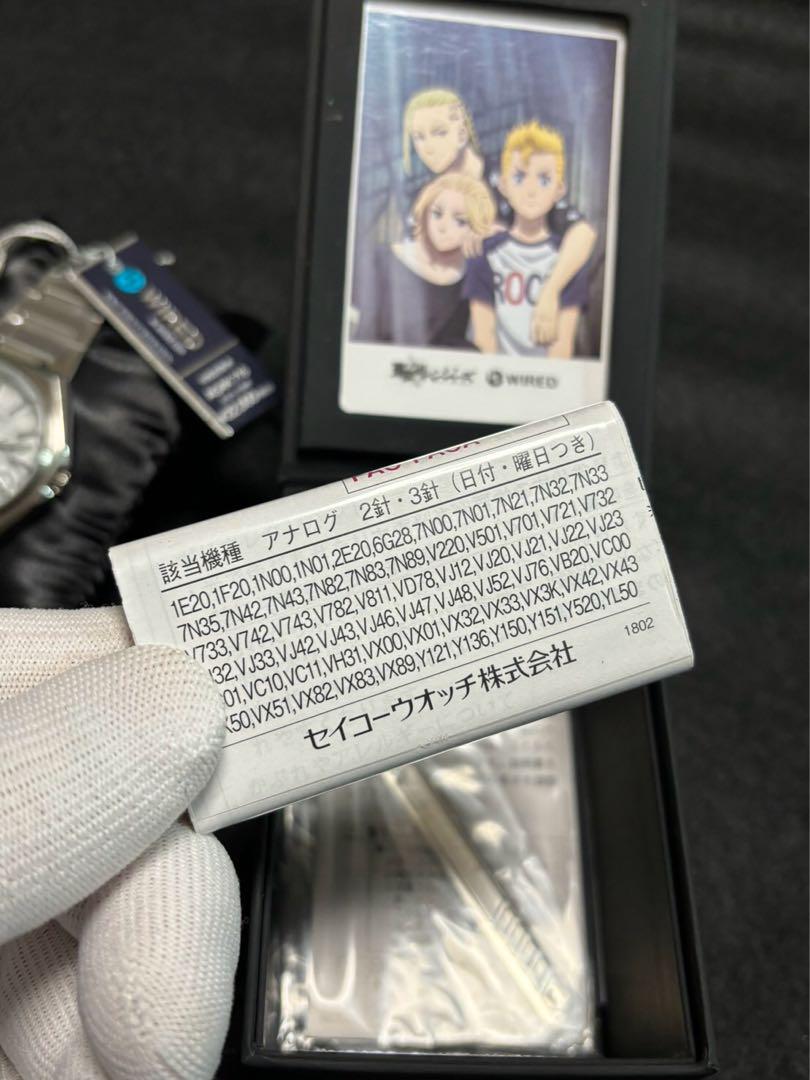 ROC
WIRED
WIRED
該当機種 アナログ 2針・3針（日付・曜日つき）
1E20,1F20,1N00,1N01,2E20,6G28,7N00,7N01,7N21,7N32,7N33
7N35,7N42,7N43,7N82,7N83,7N89,V220,V501,V701,V721,V732
V733,V742,V743,V782,V811,VD78,VJ12,VJ20,VJ21,VJ22,VJ23
VJ33,VJ42,VJ43,VJ46,VJ47,VJ48,VJ52,VJ76,VB20,VC00
VC10,VC11,VH31,VX00,VX01,VX32,VX33,VX3K,VX42,VX43
VX51,VX82,VX83,VX89,Y121,Y136,Y150,Y151,Y520,YL50
1802
セイコーウオッチ株式会社